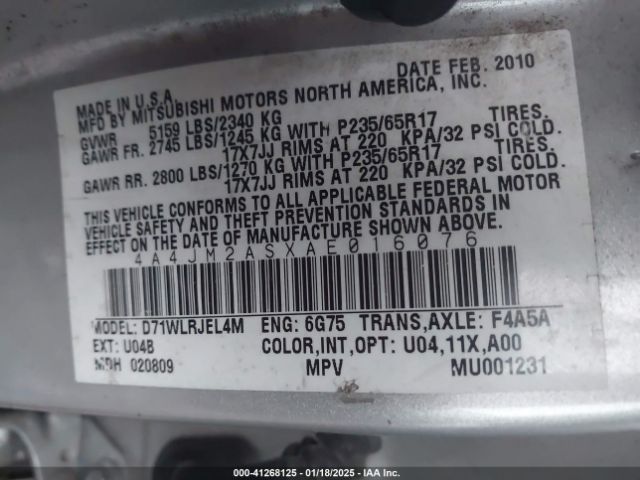 MADE IN U.S.A. DATE FEB. 2010
MFD BY MITSUBISHI MOTORS NORTH AMERICA, INC.
GVWR 5159 LBS/2340 KG
GAWR FR. 2745 LBS/1245 KG WITH P235/65R17 TIRES.
17X7JJ RIMS AT 220 KPA/32 PSI COLD.
GAWR RR. 2800 LBS/1270 KG WITH P235/65R17 TIRES.
17X7JJ RIMS AT 220 KPA/32 PSI COLD.
THIS VEHICLE CONFORMS TO ALL APPLICABLE FEDERAL MOTOR
VEHICLE SAFETY AND THEFT PREVENTION STANDARDS IN
EFFECT ON THE DATE OF MANUFACTURE SHOWN ABOVE.
4A4JM2ASXAE016076
MODEL: D71WLRJEL4M ENG: 6G75 TRANS,AXLE: F4A5A
EXT: U04B COLOR,INT,OPT: U04,11X,A00
MDH 020809 MPV MU001231
000-41268125 - 01/18/2025 - IAA Inc.